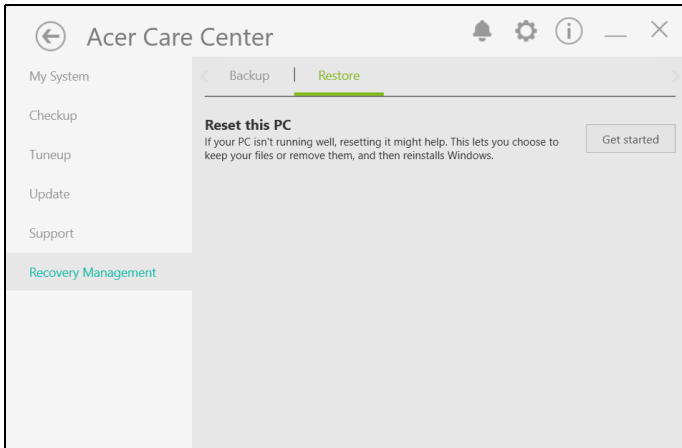 Acer Care Center
My System
Checkup
Tuneup
Update
Support
Recovery Management
Backup | Restore
Reset this PC
If your PC isn't running well, resetting it might help. This lets you choose to
keep your files or remove them, and then reinstalls Windows.
Get started